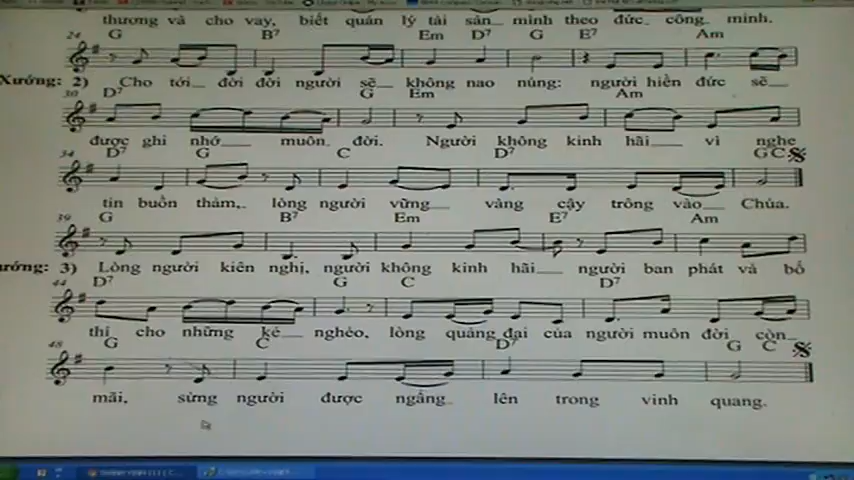 thương và cho vay, biết quán lý tài sản mình theo đức công minh.
24 G B7 Em D7 G E7 Am
Xướng: 2) Cho tới đời đời người sẽ không nao núng: người hiền đức sẽ
30 D7 G Em Am
được ghi nhớ muôn đời. Người không kinh hãi vì nghe
34 D7 G C D7 G C
tin buồn thảm, lòng người vững vàng cậy trông vào Chúa.
39 G B7 Em E7 Am
ướng: 3) Lòng người kiên nghị, người không kinh hãi người ban phát và bố
44 D7 G C D7
thí cho những kẻ nghèo, lòng quảng đại của người muôn đời còn
48 G C D7 G C
mãi, sừng người được ngẩng lên trong vinh quang.